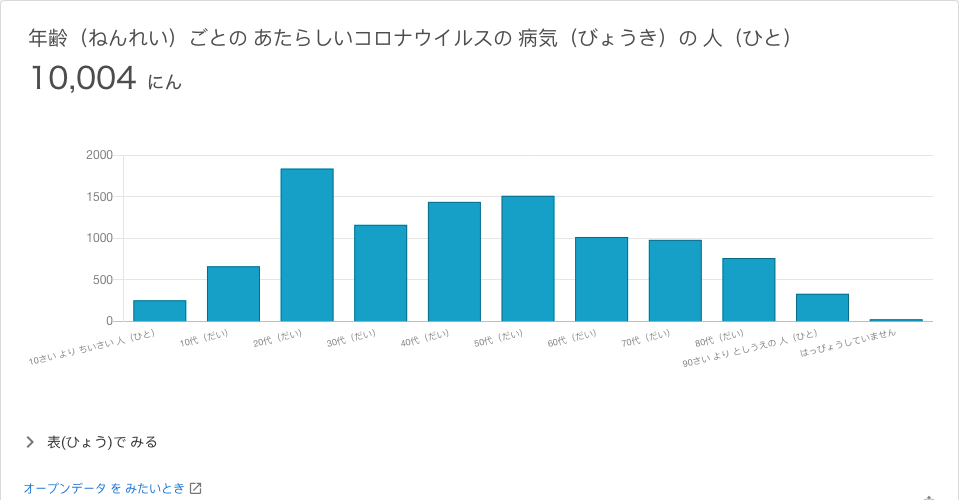 年齢（ねんれい）ごとの あたらしいコロナウイルスの 病気（びょうき）の 人（ひと）
10,004 にん
2000
1500
1000
500
0
10さい より ちいさい 人（ひと）
10代（だい）
20代（だい）
30代（だい）
40代（だい）
50代（だい）
60代（だい）
70代（だい）
80代（だい）
90さい より としうえの 人（ひと）
はっぴょうしていません
表(ひょう)で みる
オープンデータ を みたいとき